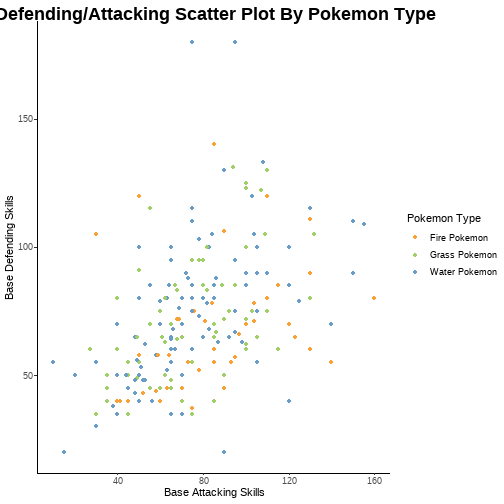 Defending/Attacking Scatter Plot By Pokemon Type
Base Defending Skills
150
100
50
40
80
120
160
Base Attacking Skills
Pokemon Type
Fire Pokemon
Grass Pokemon
Water Pokemon